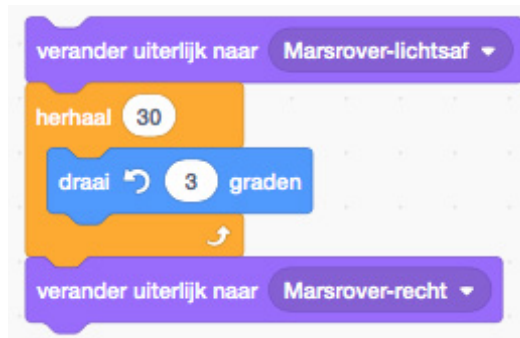 verander uiterlijk naar Marsrover-lichtsaf
herhaal 30
draai 3 graden
verander uiterlijk naar Marsrover-recht